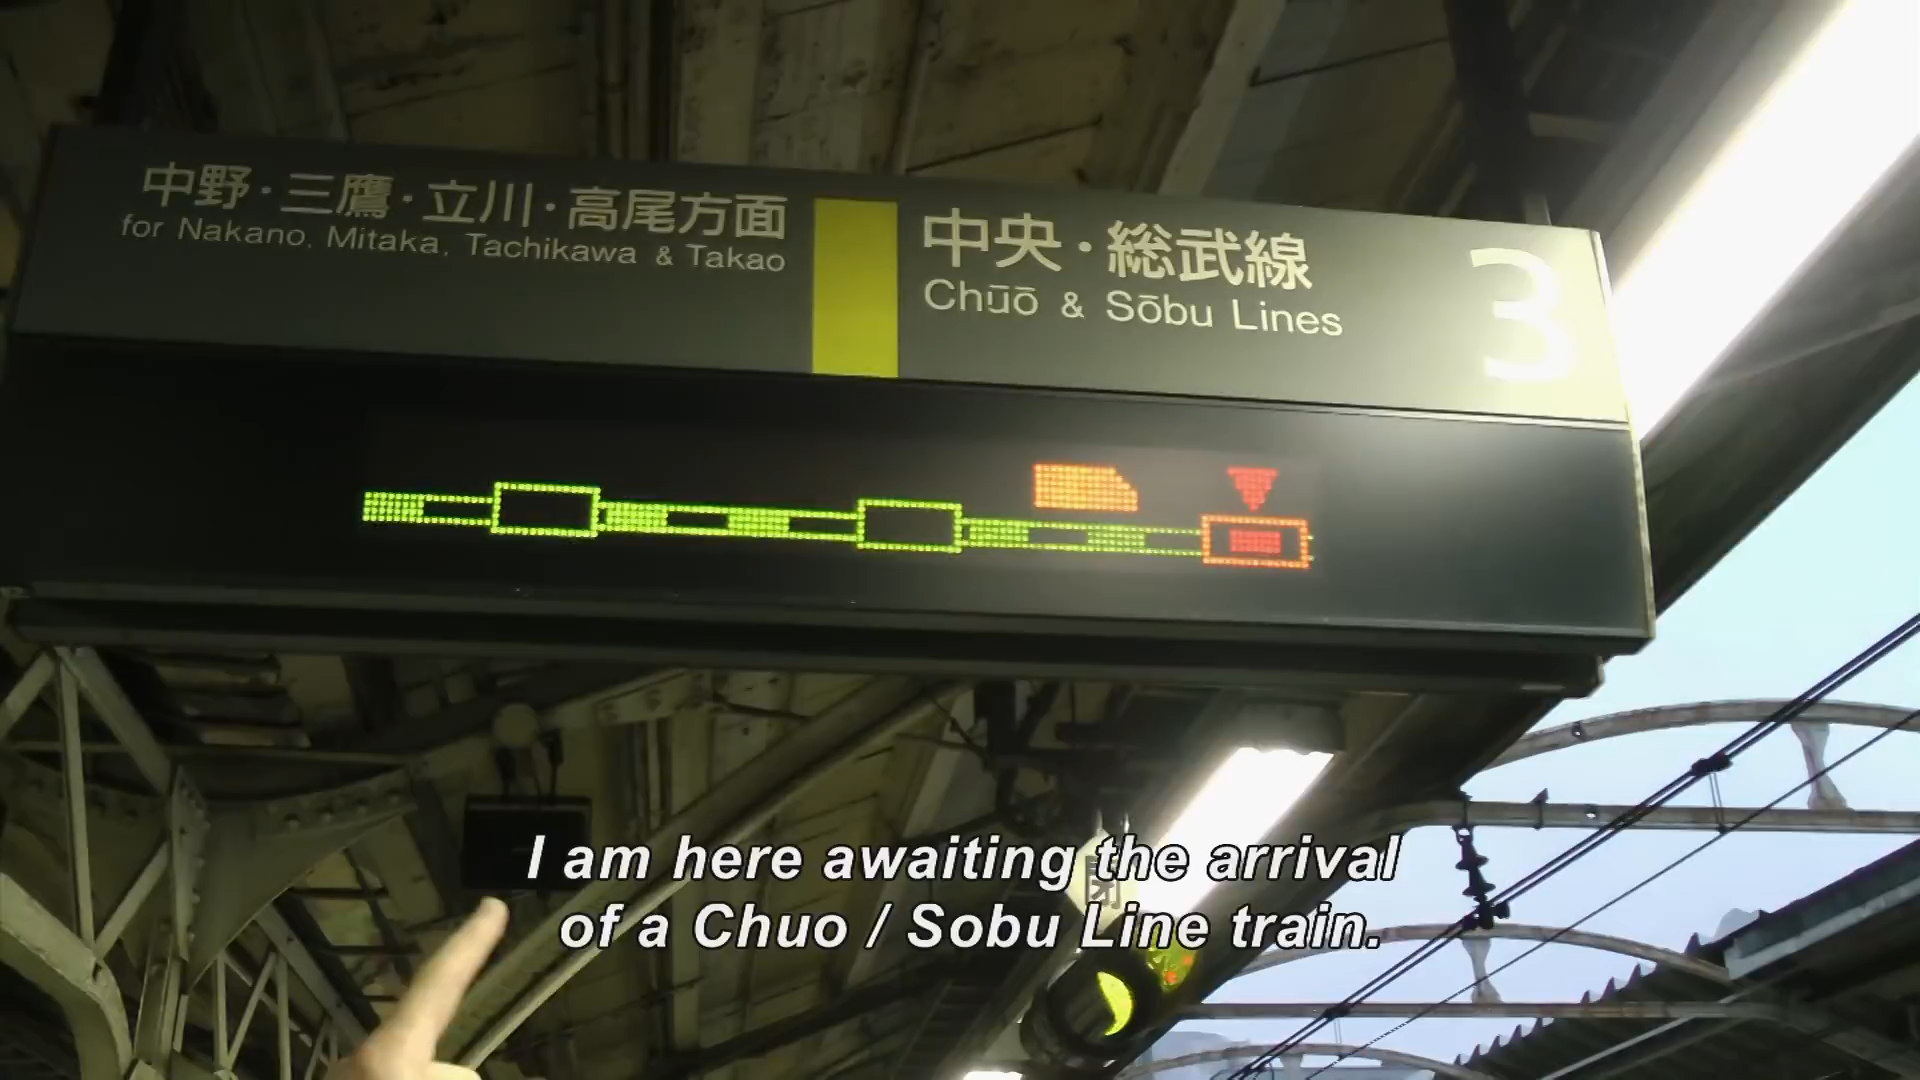 中野・三鷹・立川・高尾方面
for Nakano, Mitaka, Tachikawa & Takao
中央・総武線
Chūō & Sōbu Lines
3
閉
I am here awaiting the arrival
of a Chuo / Sobu Line train.